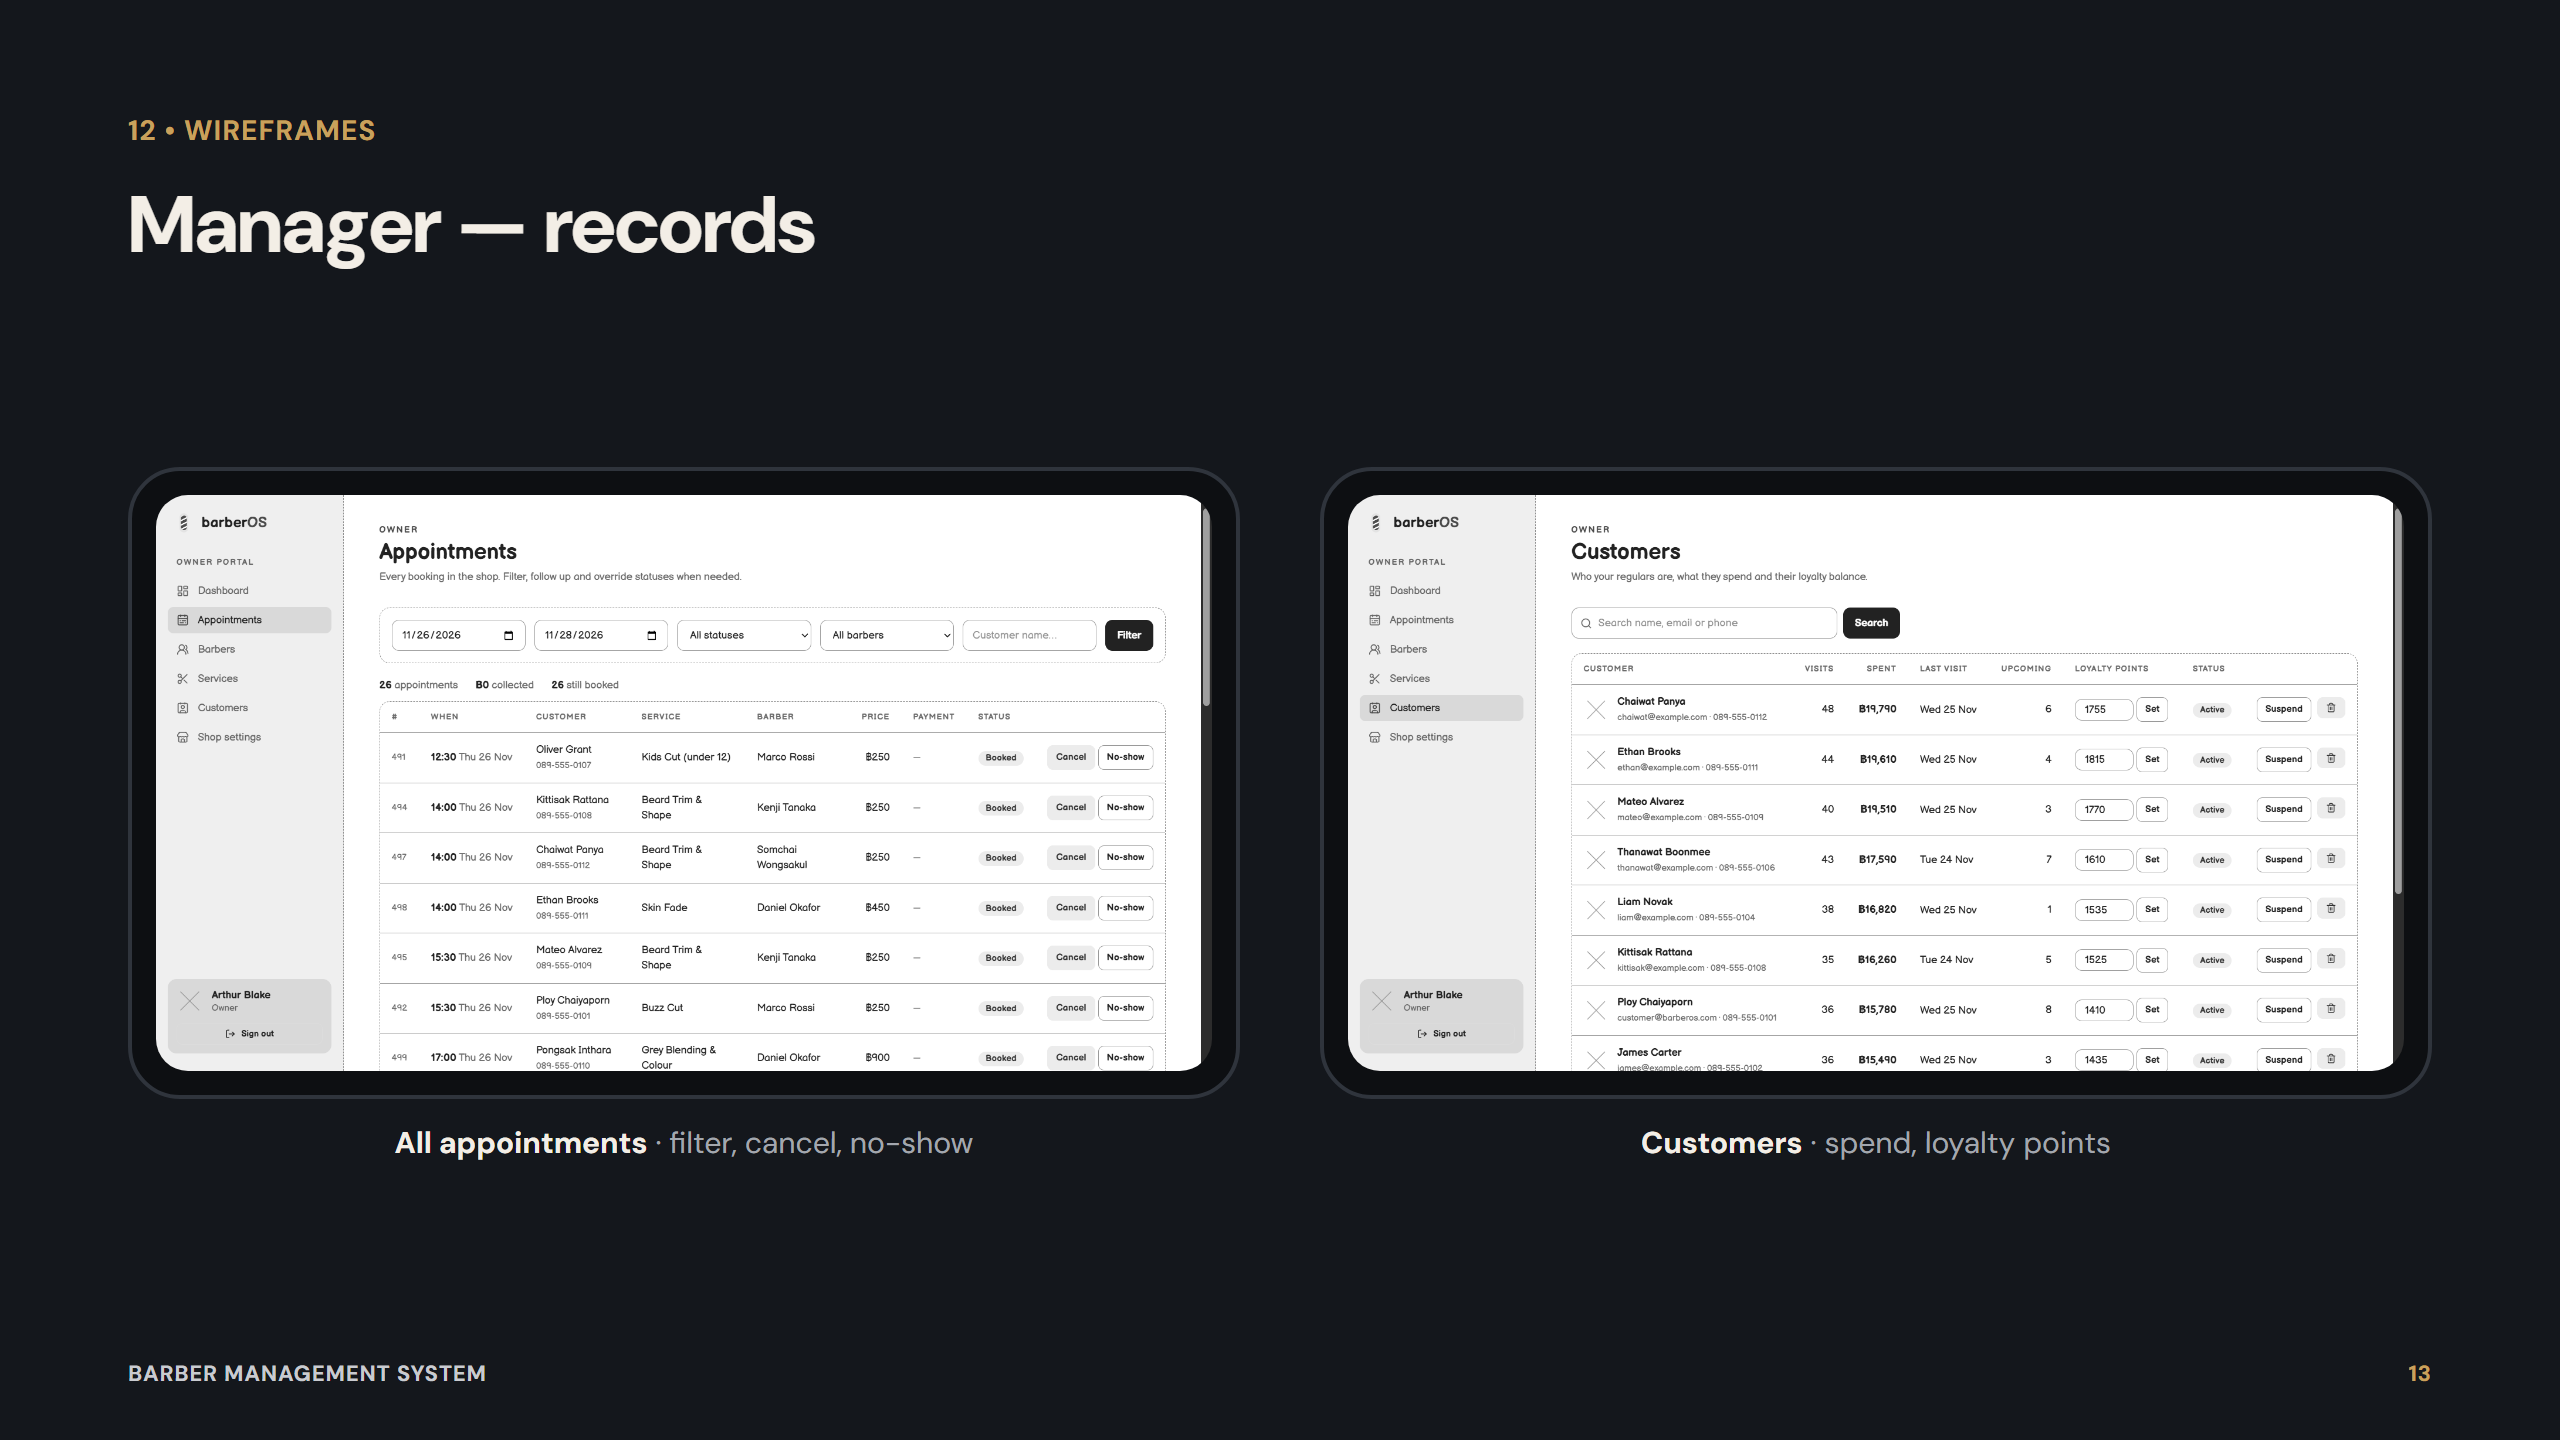 12 • WIREFRAMES
Manager — records
barberOS
OWNER PORTAL
Dashboard
Appointments
Barbers
Services
Customers
Shop settings
Arthur Blake
Owner
Sign out
OWNER
Appointments
Every booking in the shop. Filter, follow up and override statuses when needed.
11/26/2026 11/28/2026 All statuses All barbers Customer name... Filter
26 appointments ฿0 collected 26 still booked
# WHEN CUSTOMER SERVICE BARBER PRICE PAYMENT STATUS
491 12:30 Thu 26 Nov Oliver Grant Kids Cut (under 12) Marco Rossi ฿250 — Booked Cancel No-show
089-555-0107
494 14:00 Thu 26 Nov Kittisak Rattana Beard Trim & Kenji Tanaka ฿250 — Booked Cancel No-show
089-555-0108 Shape
497 14:00 Thu 26 Nov Chaiwat Panya Beard Trim & Somchai ฿250 — Booked Cancel No-show
089-555-0112 Shape Wongsakul
498 14:00 Thu 26 Nov Ethan Brooks Skin Fade Daniel Okafor ฿450 — Booked Cancel No-show
089-555-0111
495 15:30 Thu 26 Nov Mateo Alvarez Beard Trim & Kenji Tanaka ฿250 — Booked Cancel No-show
089-555-0109 Shape
492 15:30 Thu 26 Nov Ploy Chaiyaporn Buzz Cut Marco Rossi ฿250 — Booked Cancel No-show
089-555-0101
499 17:00 Thu 26 Nov Pongsak Inthara Grey Blending & Daniel Okafor ฿900 — Booked Cancel No-show
089-555-0110 Colour
All appointments · filter, cancel, no-show
barberOS
OWNER PORTAL
Dashboard
Appointments
Barbers
Services
Customers
Shop settings
Arthur Blake
Owner
Sign out
OWNER
Customers
Who your regulars are, what they spend and their loyalty balance.
Search name, email or phone Search
CUSTOMER VISITS SPENT LAST VISIT UPCOMING LOYALTY POINTS STATUS
Chaiwat Panya 48 ฿19,790 Wed 25 Nov 6 1755 Set Active Suspend
chaiwat@example.com · 089-555-0112
Ethan Brooks 44 ฿19,610 Wed 25 Nov 4 1815 Set Active Suspend
ethan@example.com · 089-555-0111
Mateo Alvarez 40 ฿19,510 Wed 25 Nov 3 1770 Set Active Suspend
mateo@example.com · 089-555-0109
Thanawat Boonmee 43 ฿17,590 Tue 24 Nov 7 1610 Set Active Suspend
thanawat@example.com · 089-555-0106
Liam Novak 38 ฿16,820 Wed 25 Nov 1 1535 Set Active Suspend
liam@example.com · 089-555-0104
Kittisak Rattana 35 ฿16,260 Tue 24 Nov 5 1525 Set Active Suspend
kittisak@example.com · 089-555-0108
Ploy Chaiyaporn 36 ฿15,780 Wed 25 Nov 8 1410 Set Active Suspend
customer@barberos.com · 089-555-0101
James Carter 36 ฿15,490 Wed 25 Nov 3 1435 Set Active Suspend
james@example.com · 089-555-0102
Customers · spend, loyalty points
BARBER MANAGEMENT SYSTEM
13